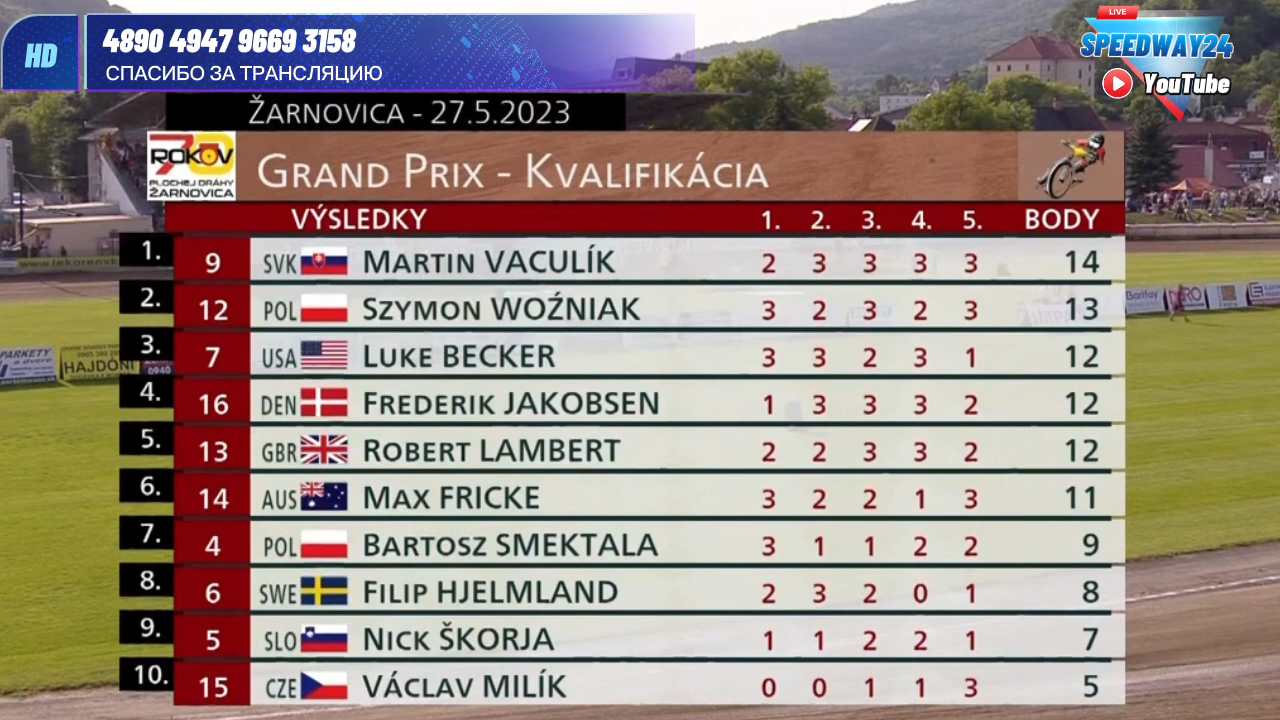 HD
4890 4947 9669 3158
СПАСИБО ЗА ТРАНСЛЯЦИЮ
LIVE
SPEEDWAY24
YouTube
ŽARNOVICA - 27.5.2023
70 ROKOV
PLOCHEJ DRÁHY
ŽARNOVICA
GRAND PRIX - KVALIFIKÁCIA
VÝSLEDKY 1. 2. 3. 4. 5. BODY
1. 9 SVK MARTIN VACULÍK 2 3 3 3 3 14
2. 12 POL SZYMON WOŹNIAK 3 2 3 2 3 13
3. 7 USA LUKE BECKER 3 3 2 3 1 12
4. 16 DEN FREDERIK JAKOBSEN 1 3 3 3 2 12
5. 13 GBR ROBERT LAMBERT 2 2 3 3 2 12
6. 14 AUS MAX FRICKE 3 2 2 1 3 11
7. 4 POL BARTOSZ SMEKTALA 3 1 1 2 2 9
8. 6 SWE FILIP HJELMLAND 2 3 2 0 1 8
9. 5 SLO NICK ŠKORJA 1 1 2 2 1 7
10. 15 CZE VÁCLAV MILÍK 0 0 1 1 3 5
PARKETY
HAJDÓNI
0940